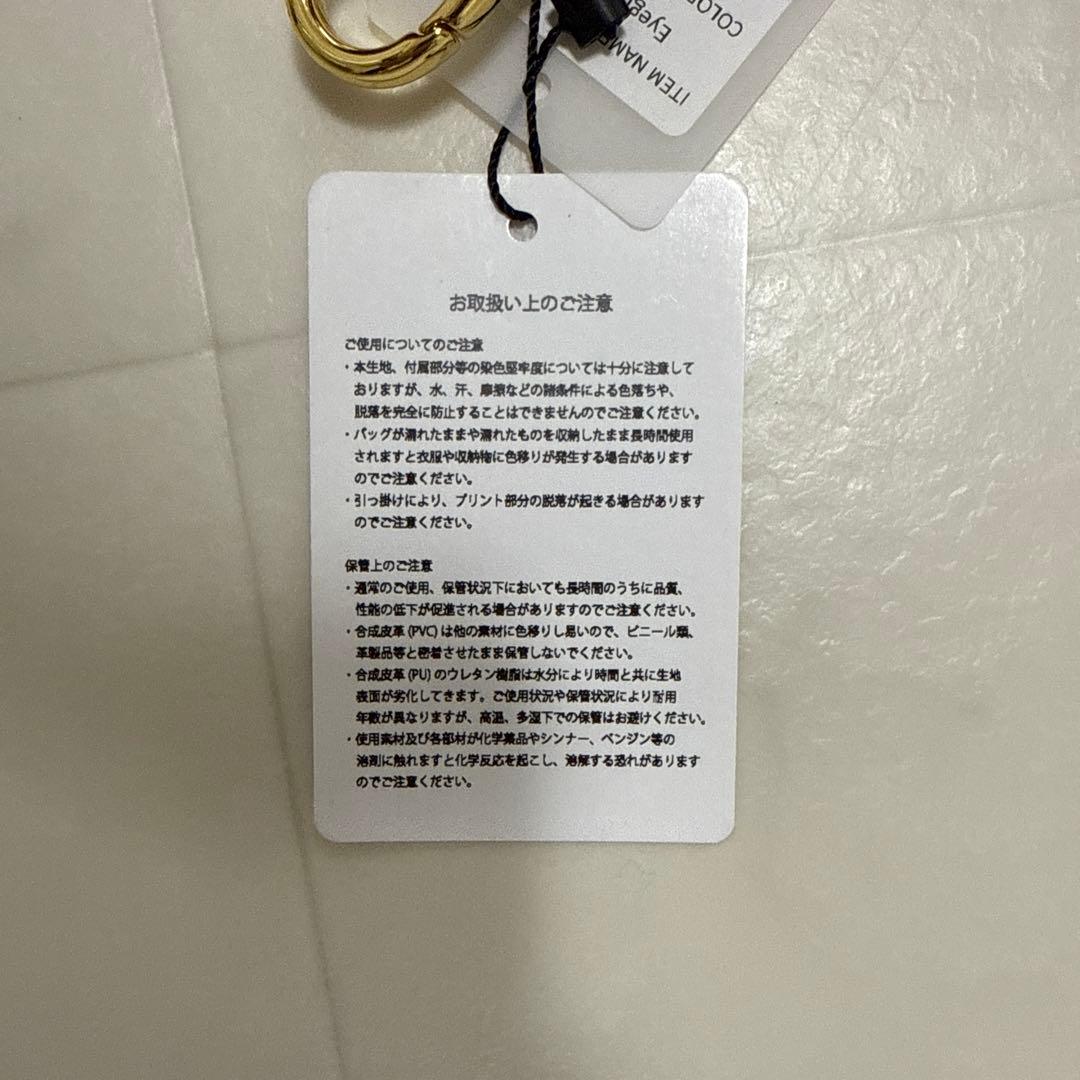 COLO
Eye
ITEM NAME
お取扱い上のご注意
ご使用についてのご注意
・本生地、付属部分等の染色堅牢度については十分に注意して
おりますが、水、汗、摩擦などの諸条件による色落ちや、
脱落を完全に防止することはできませんのでご注意ください。
・バッグが濡れたままや濡れたものを収納したまま長時間使用
されますと衣服や収納物に色移りが発生する場合があります
のでご注意ください。
・引っ掛けにより、プリント部分の脱落が起きる場合があります
のでご注意ください。
保管上のご注意
・通常のご使用、保管状況下においても長時間のうちに品質、
性能の低下が促進される場合がありますのでご注意ください。
・合成皮革(PVC)は他の素材に色移りし易いので、ビニール類、
革製品等と密着させたまま保管しないでください。
・合成皮革(PU)のウレタン樹脂は水分により時間と共に生地
表面が劣化してきます。ご使用状況や保管状況により耐用
年数が異なりますが、高温、多湿下での保管はお避けください。
・使用素材及び各部材が化学薬品やシンナー、ベンジン等の
溶剤に触れますと化学反応を起こし、溶解する恐れがあります
のでご注意ください。